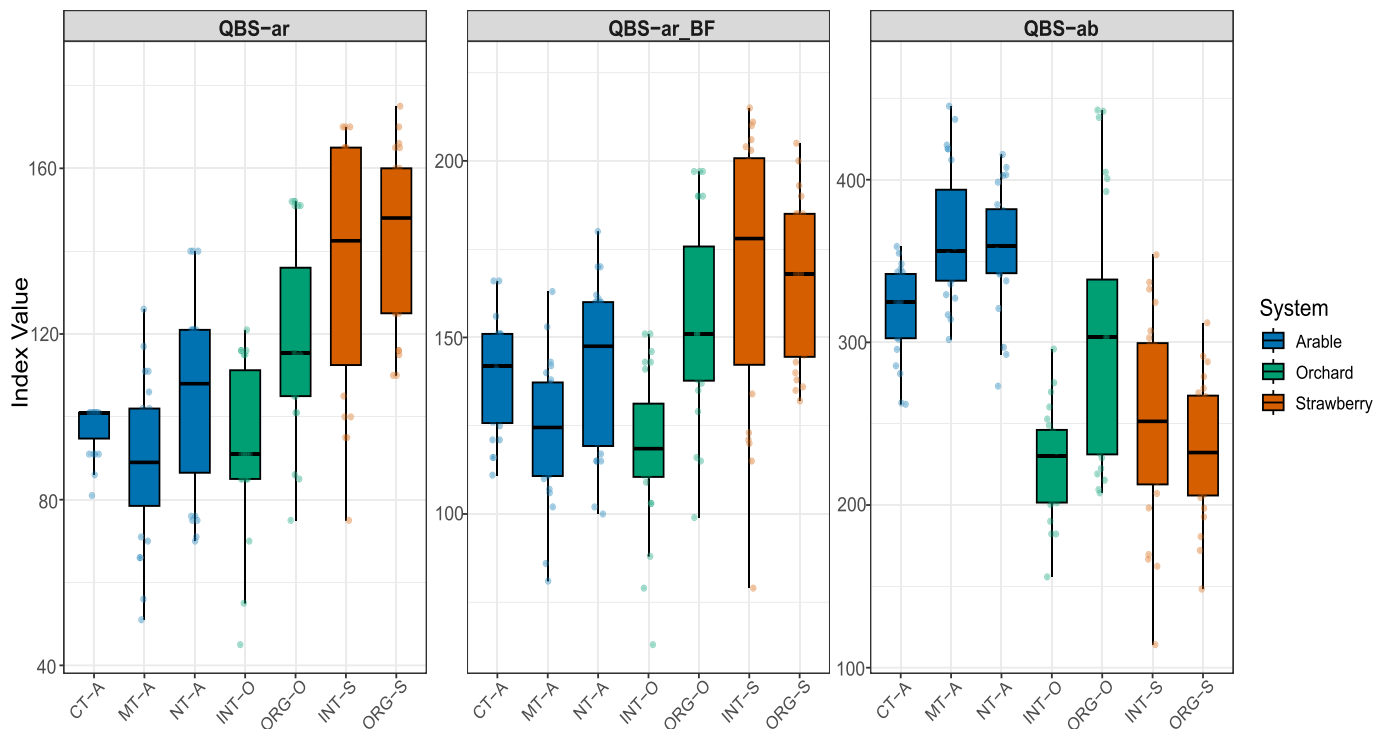 QBS−ar
QBS−ar_BF
QBS−ab
Index Value
160
120
80
40
200
150
100
400
300
200
100
CT−A
MT−A
NT−A
INT−O
ORG−O
INT−S
ORG−S
CT−A
MT−A
NT−A
INT−O
ORG−O
INT−S
ORG−S
CT−A
MT−A
NT−A
INT−O
ORG−O
INT−S
ORG−S
System
Arable
Orchard
Strawberry